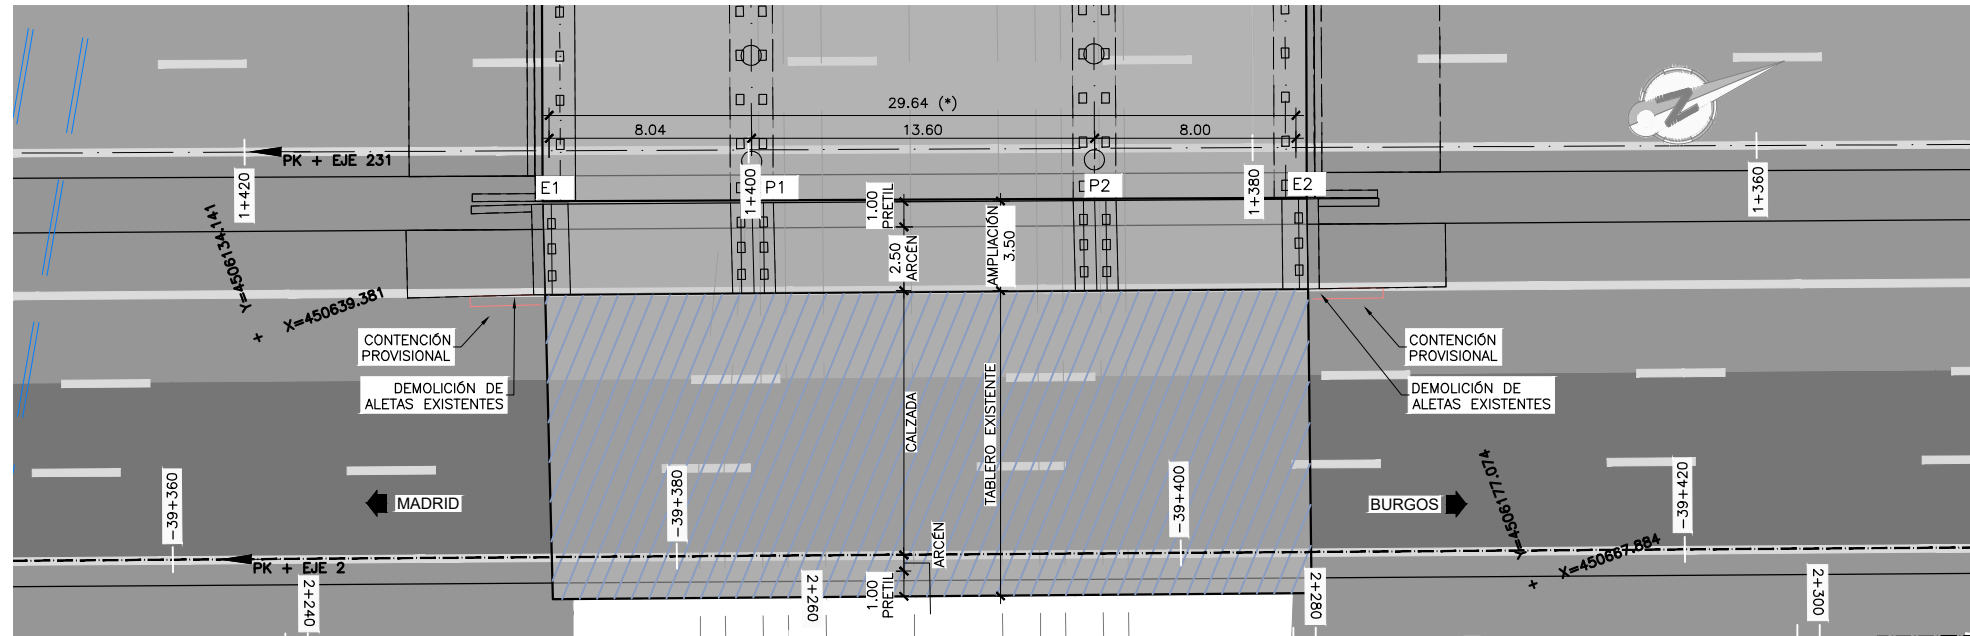 29.64 (*)
8.04
13.60
8.00
PK + EJE 231
1+420
E1
1+400
P1
1.00
PRETIL
P2
1+380
E2
1+360
2.50
ARCÉN
AMPLIACIÓN
3.50
Y=4506134.141
X=450639.381
CONTENCIÓN
PROVISIONAL
DEMOLICIÓN DE
ALETAS EXISTENTES
CONTENCIÓN
PROVISIONAL
DEMOLICIÓN DE
ALETAS EXISTENTES
CALZADA
TABLERO EXISTENTE
-39+360
MADRID
-39+380
-39+400
BURGOS
-39+420
Y=4506177.074
X=450667.884
ARCÉN
PK + EJE 2
2+240
2+260
1.00
PRETIL
2+280
2+300